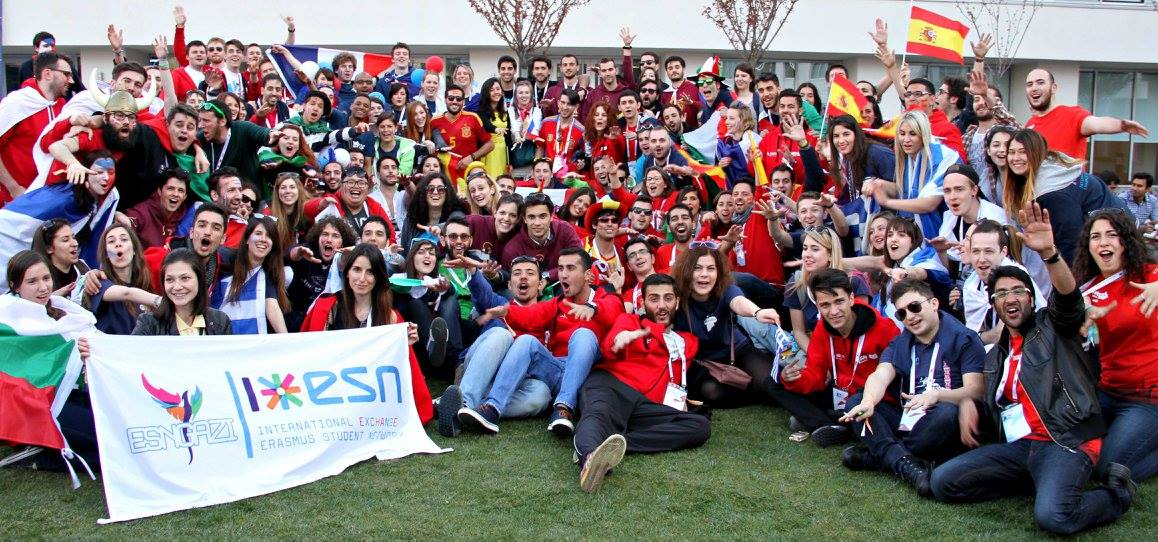 ESNGAZI
esn
INTERNATIONAL EXCHANGE
ERASMUS STUDENT NETWORK